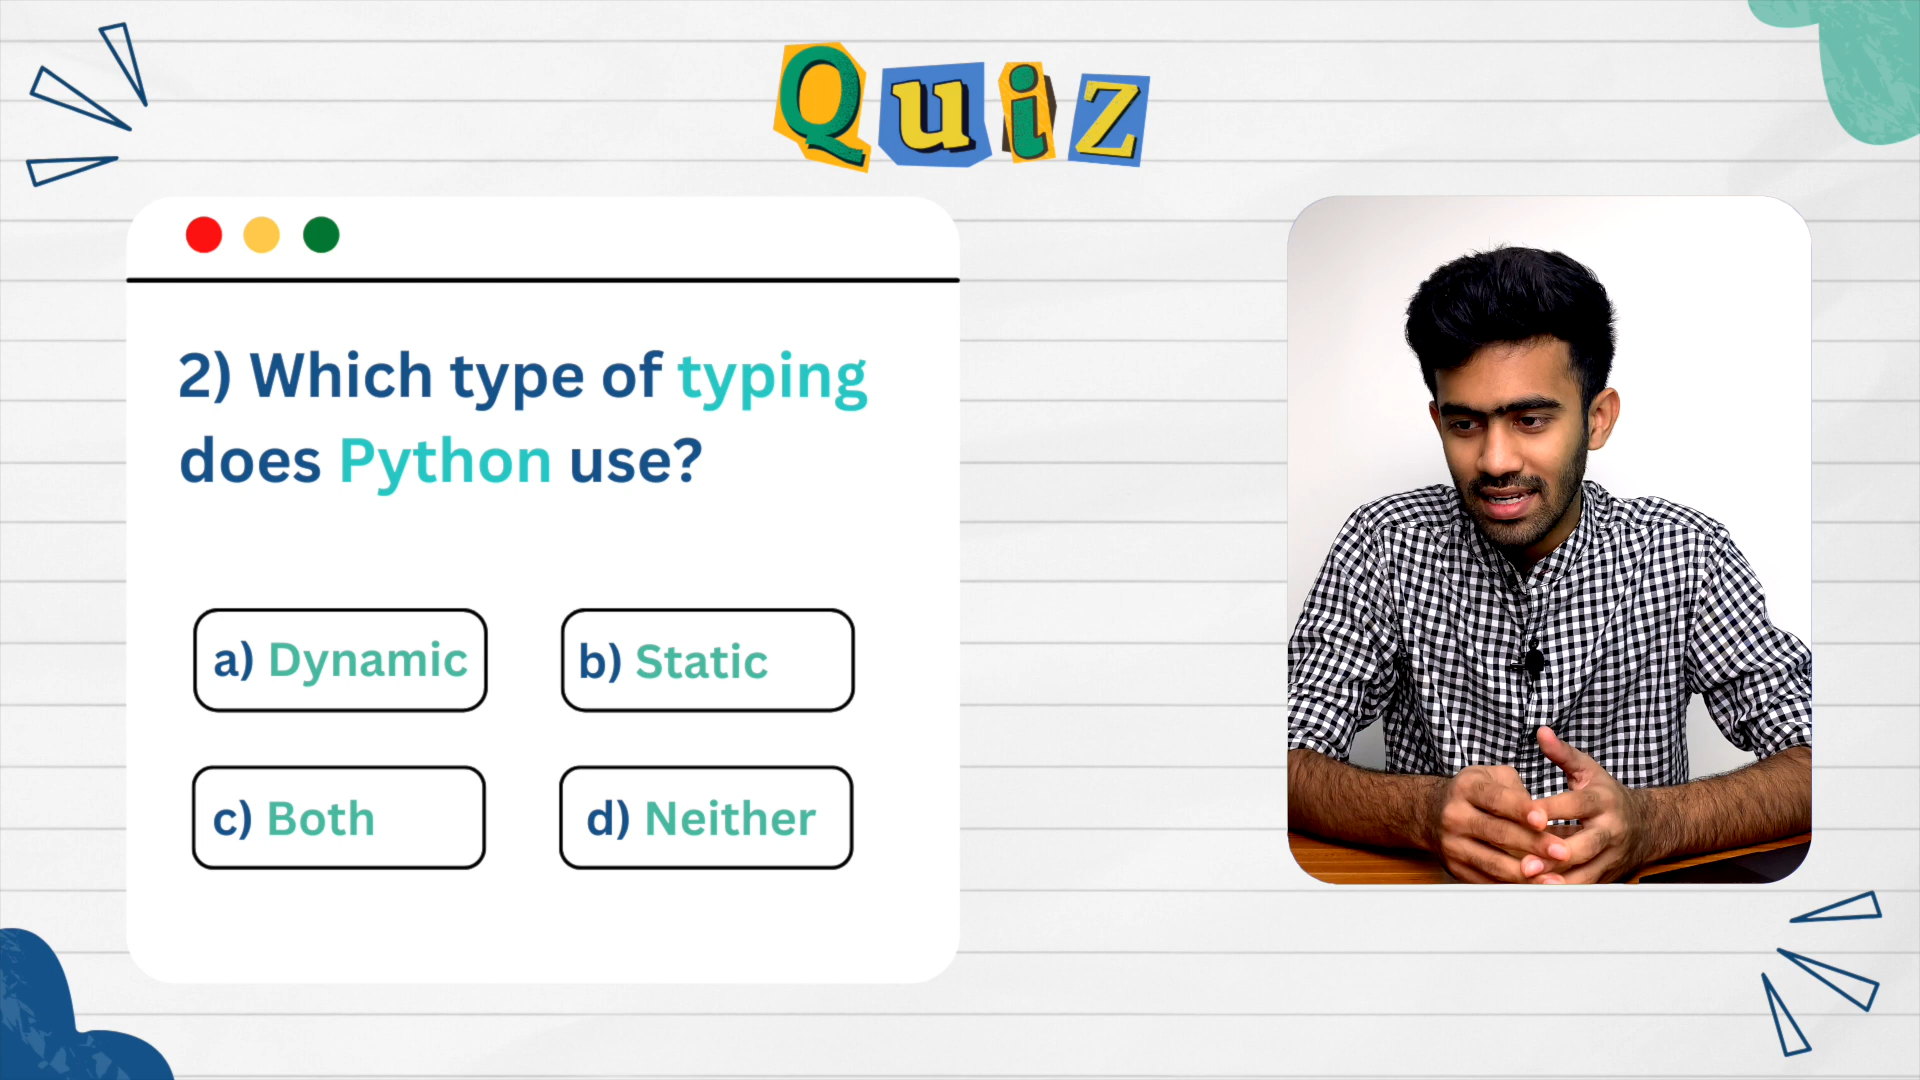 Quiz
2) Which type of typing
does Python use?
a) Dynamic
b) Static
c) Both
d) Neither